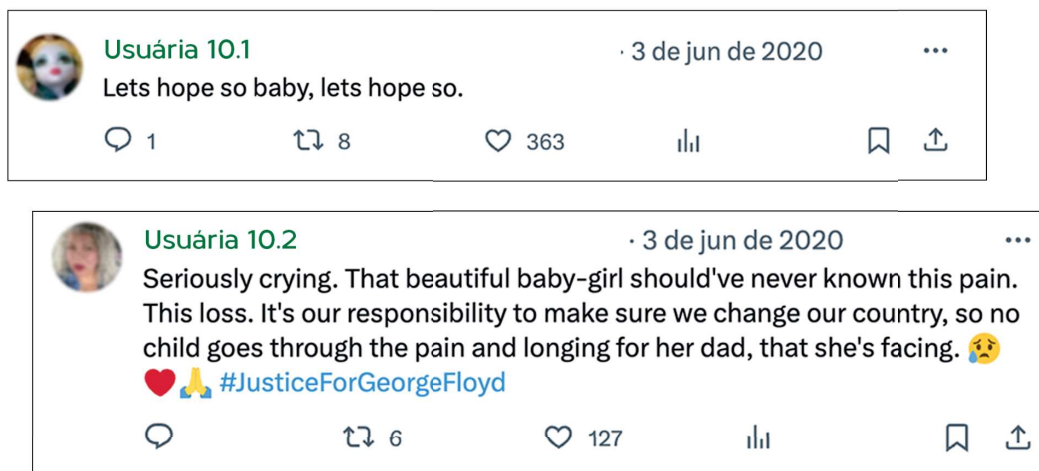 Usuária 10.1 · 3 de jun de 2020
Lets hope so baby, lets hope so.
1 8 363
Usuária 10.2 · 3 de jun de 2020
Seriously crying. That beautiful baby-girl should've never known this pain.
This loss. It's our responsibility to make sure we change our country, so no
child goes through the pain and longing for her dad, that she's facing. 😥
❤️🙏 #JusticeForGeorgeFloyd
6 127